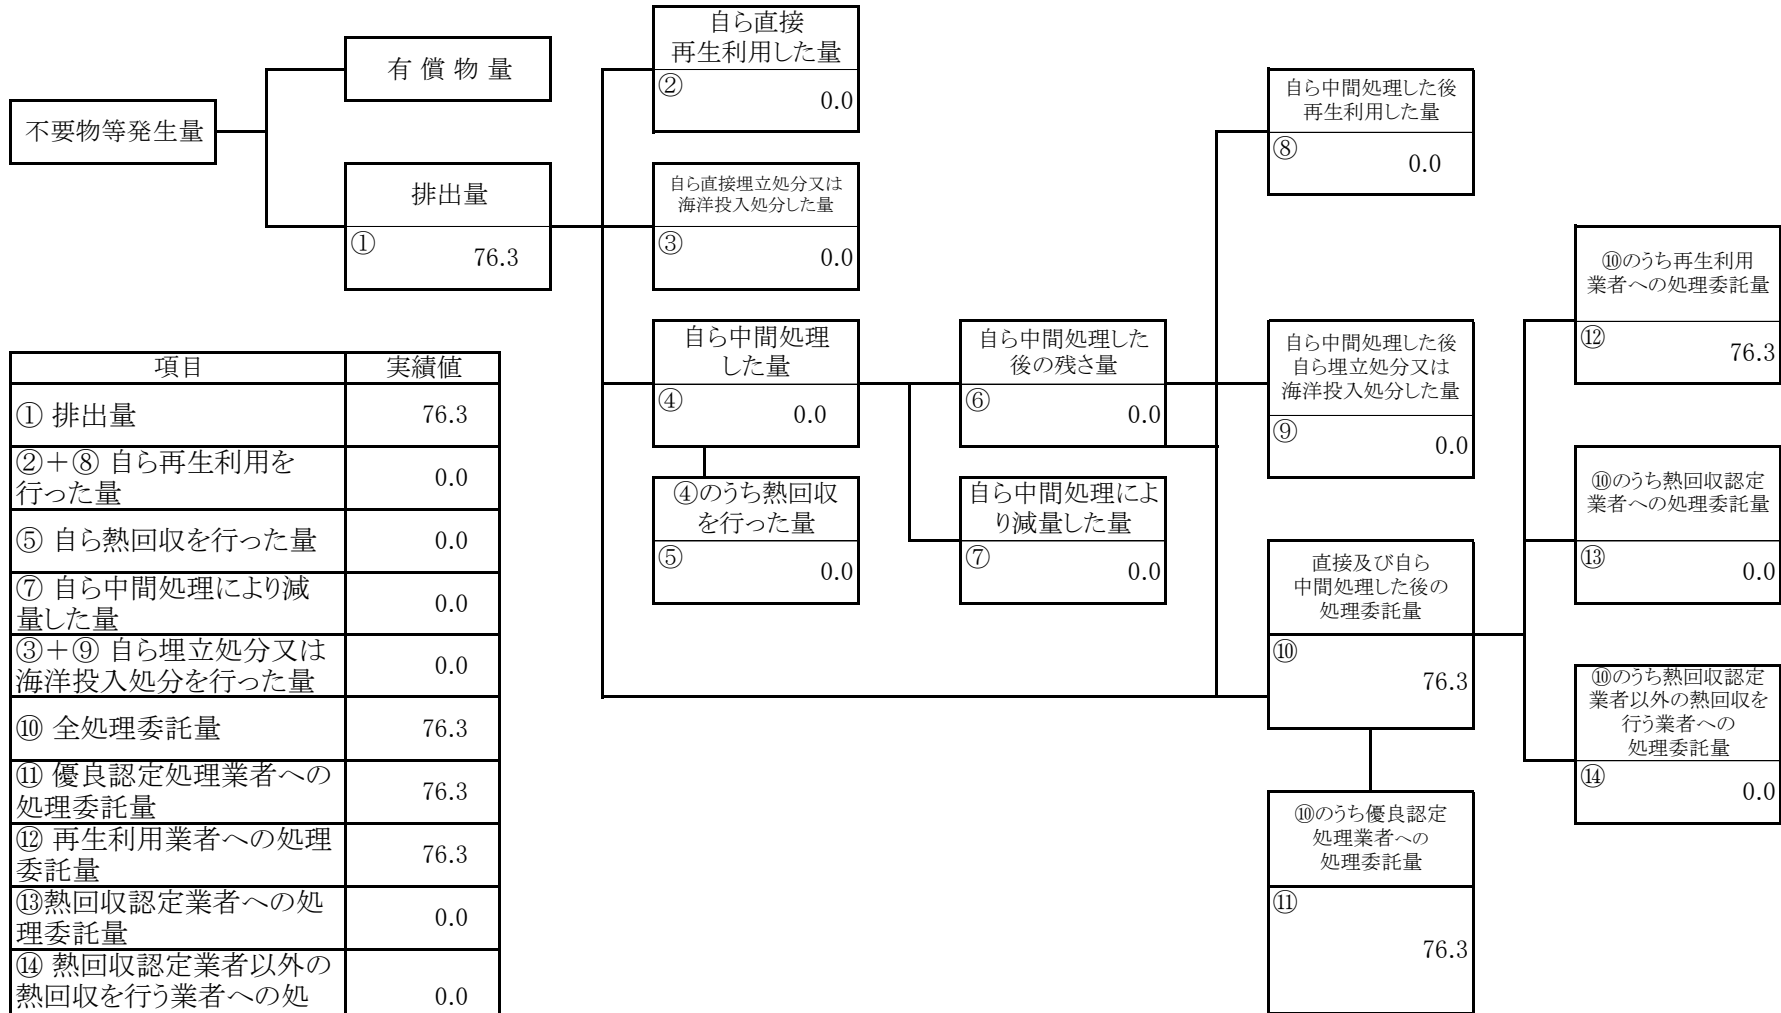 不要物等発生量
有償物量
排出量
①
76.3
自ら直接
再生利用した量
②
0.0
自ら直接埋立処分又は
海洋投入処分した量
③
0.0
自ら中間処理
した量
④
0.0
④のうち熱回収
を行った量
⑤
0.0
自ら中間処理した
後の残さ量
⑥
0.0
自ら中間処理によ
り減量した量
⑦
0.0
自ら中間処理した後
再生利用した量
⑧
0.0
自ら中間処理した後
自ら埋立処分又は
海洋投入処分した量
⑨
0.0
直接及び自ら
中間処理した後の
処理委託量
⑩
76.3
⑩のうち優良認定
処理業者への
処理委託量
⑪
76.3
⑩のうち再生利用
業者への処理委託量
⑫
76.3
⑩のうち熱回収認定
業者への処理委託量
⑬
0.0
⑩のうち熱回収認定
業者以外の熱回収を
行う業者への
処理委託量
⑭
0.0
項目 実績値
① 排出量 76.3
②+⑧ 自ら再生利用を
行った量 0.0
⑤ 自ら熱回収を行った量 0.0
⑦ 自ら中間処理により減
量した量 0.0
③+⑨ 自ら埋立処分又は
海洋投入処分を行った量 0.0
⑩ 全処理委託量 76.3
⑪ 優良認定処理業者への
処理委託量 76.3
⑫ 再生利用業者への処理
委託量 76.3
⑬熱回収認定業者への処
理委託量 0.0
⑭ 熱回収認定業者以外の
熱回収を行う業者への処 0.0